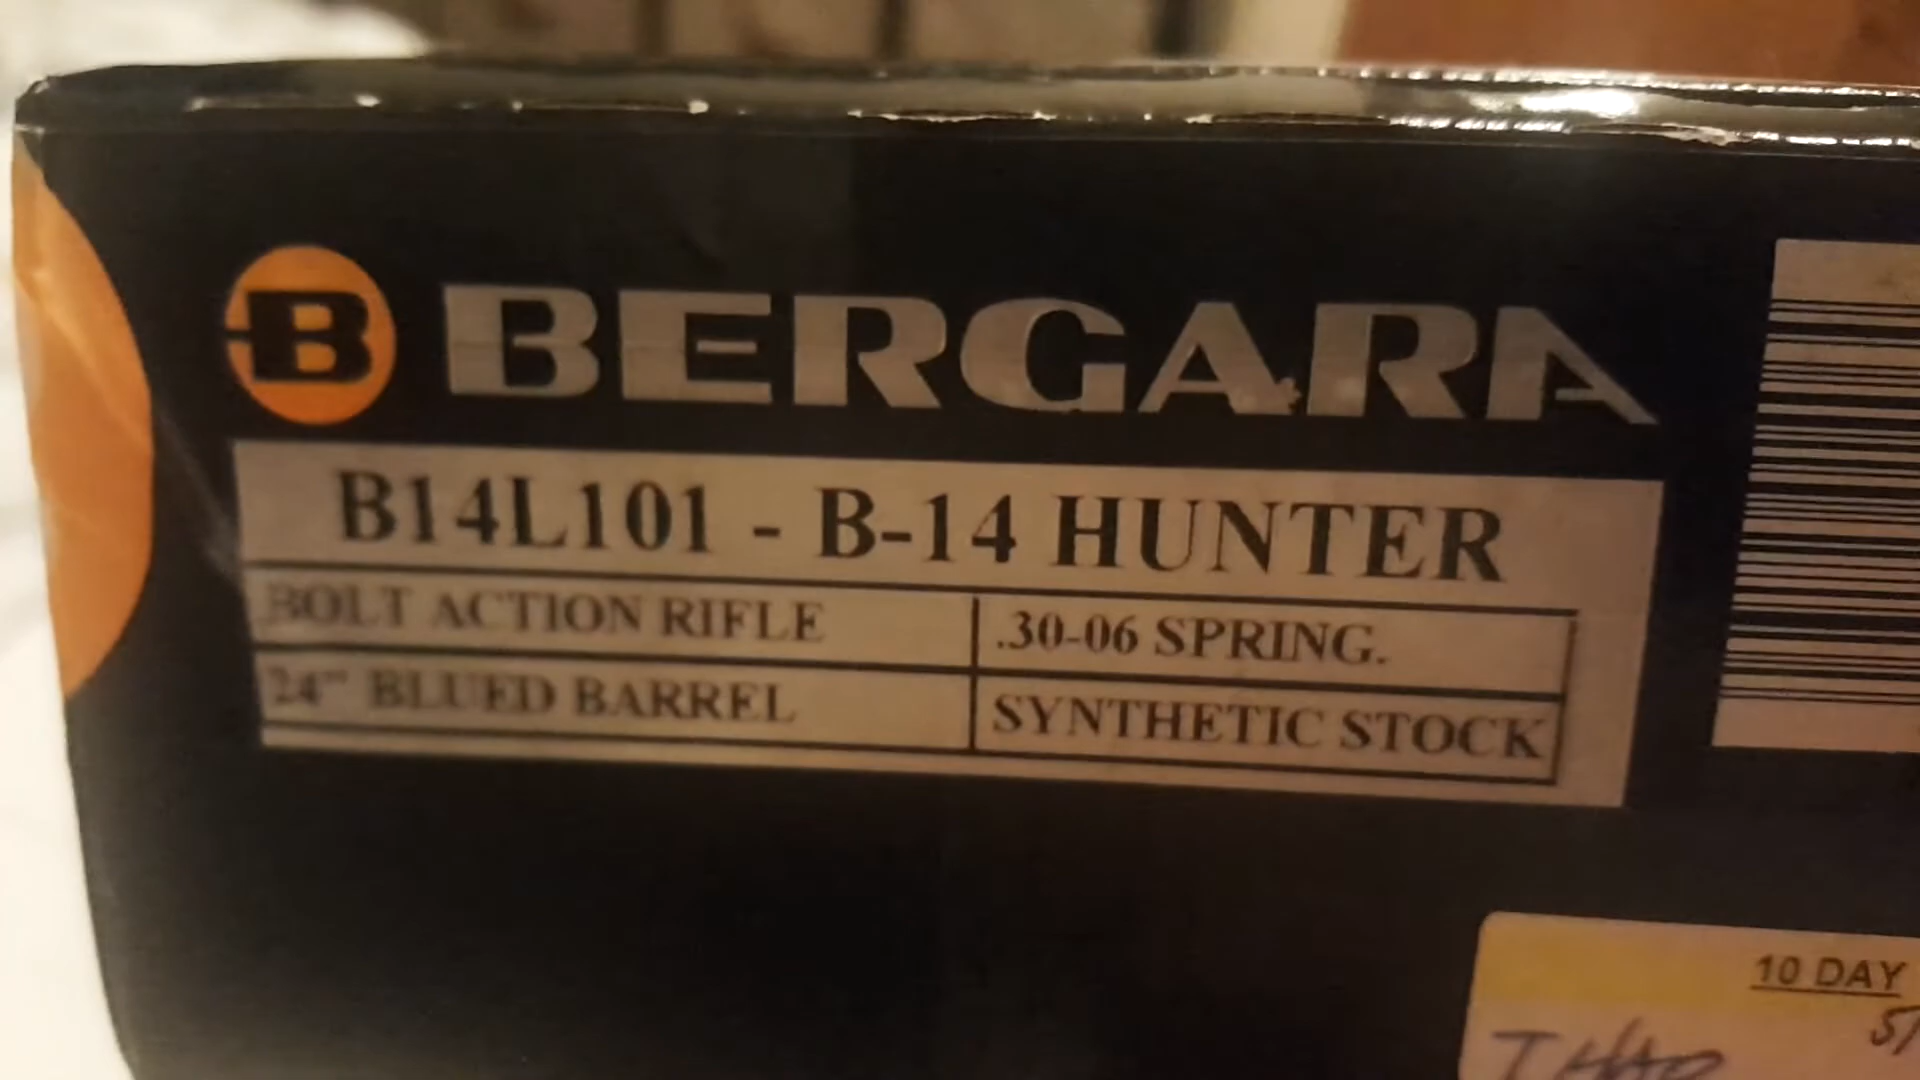 B BERGARA
B14L101 - B-14 HUNTER
BOLT ACTION RIFLE .30-06 SPRING.
24" BLUED BARREL SYNTHETIC STOCK
10 DAY